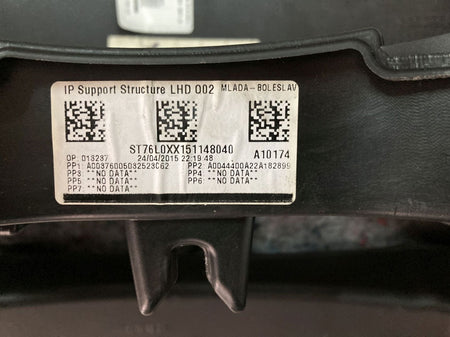 IP Support Structure LHD 002 MLADA-BOLESLAV
ST76L0XX151148040
OP: 013287 24/04/2015 22:19:48 A10174
PP1: A0D376005032523C62 PP2: A0044400A22A182899
PP3: **NO DATA** PP4: **NO DATA**
PP5: **NO DATA** PP6: **NO DATA**
PP7: **NO DATA**